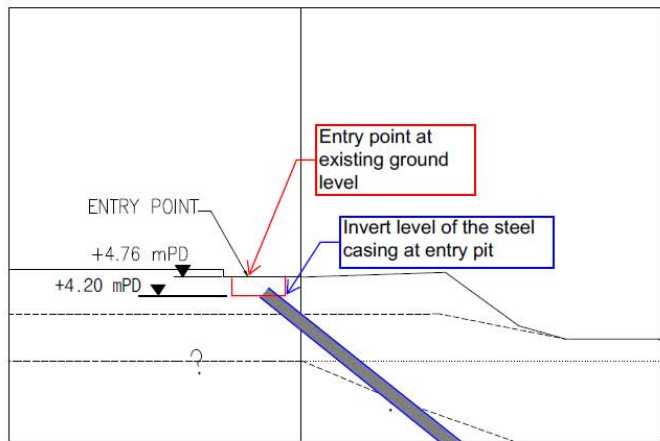 Entry point at
existing ground
level
ENTRY POINT
Invert level of the steel
casing at entry pit
+4.76 mPD
+4.20 mPD
?